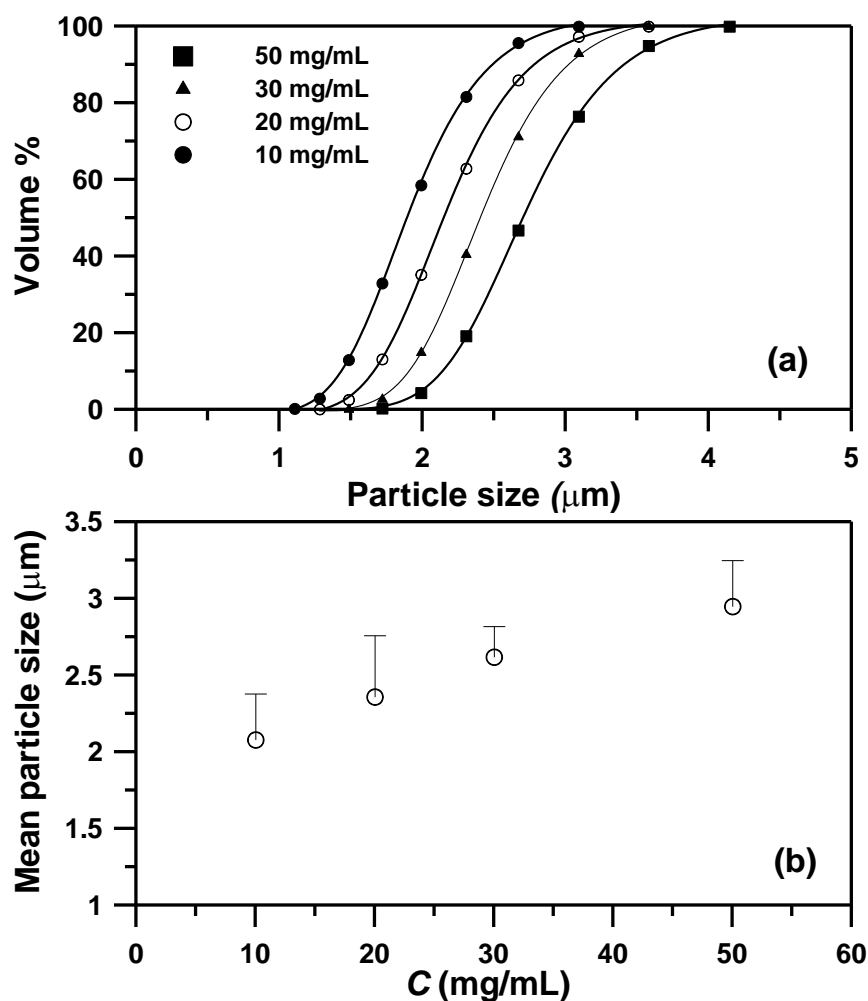 100
80
60
40
20
0
Volume %
50 mg/mL
30 mg/mL
20 mg/mL
10 mg/mL
(a)
0 1 2 3 4 5
Particle size (μm)
3.5
3
2.5
2
1.5
1
Mean particle size (μm)
(b)
0 10 20 30 40 50 60
C (mg/mL)